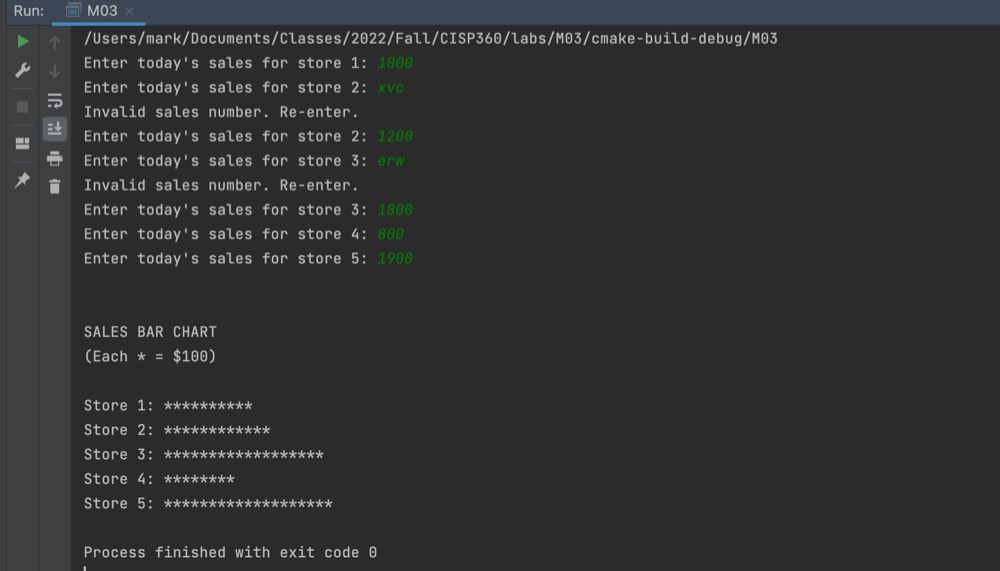 Run: M03
/Users/mark/Documents/Classes/2022/Fall/CISP360/labs/M03/cmake-build-debug/M03
Enter today's sales for store 1: 1000
Enter today's sales for store 2: xvc
Invalid sales number. Re-enter.
Enter today's sales for store 2: 1200
Enter today's sales for store 3: erw
Invalid sales number. Re-enter.
Enter today's sales for store 3: 1800
Enter today's sales for store 4: 800
Enter today's sales for store 5: 1900
SALES BAR CHART
(Each * = $100)
Store 1: **********
Store 2: ************
Store 3: ******************
Store 4: ********
Store 5: *******************
Process finished with exit code 0